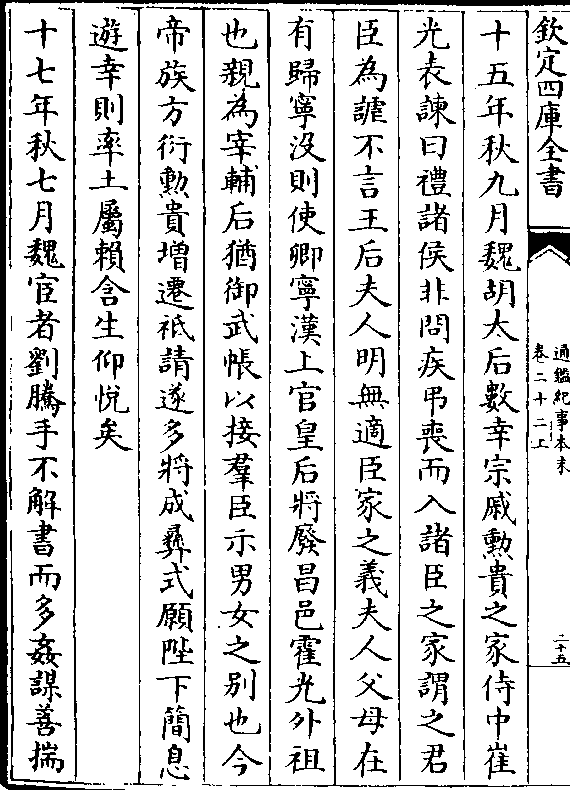 欽定四庫全書
通鑑紀事本末
卷二十二上
二十五
十五年秋九月魏胡太后數幸宗戚勲貴之家侍中崔
光表諫曰禮諸侯非問疾弔喪而入諸臣之家謂之君
臣為謔不言王后夫人明無適臣家之義夫人父母在
有歸寧没則使卿寧漢上官皇后將廢昌邑霍光外祖
也親為宰輔后猶御武帳以接羣臣示男女之别也今
帝族方衍勲貴增遷祗請遂多將成彞式願陛下簡息
遊幸則率土屬賴含生仰悦矣
十七年秋七月魏宦者劉騰手不解書而多姦謀善揣